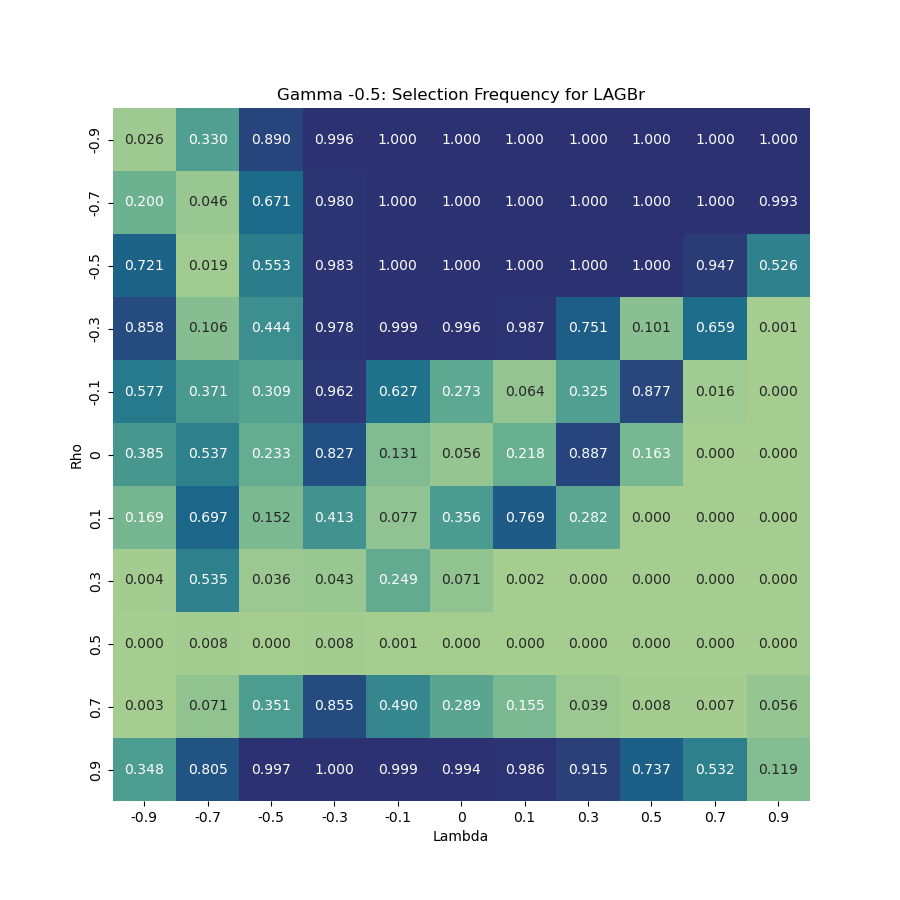 Gamma -0.5: Selection Frequency for LAGBr
-0.9 0.026 0.330 0.890 0.996 1.000 1.000 1.000 1.000 1.000 1.000 1.000
-0.7 0.200 0.046 0.671 0.980 1.000 1.000 1.000 1.000 1.000 1.000 0.993
-0.5 0.721 0.019 0.553 0.983 1.000 1.000 1.000 1.000 1.000 0.947 0.526
-0.3 0.858 0.106 0.444 0.978 0.999 0.996 0.987 0.751 0.101 0.659 0.001
-0.1 0.577 0.371 0.309 0.962 0.627 0.273 0.064 0.325 0.877 0.016 0.000
Rho
0 0.385 0.537 0.233 0.827 0.131 0.056 0.218 0.887 0.163 0.000 0.000
0.1 0.169 0.697 0.152 0.413 0.077 0.356 0.769 0.282 0.000 0.000 0.000
0.3 0.004 0.535 0.036 0.043 0.249 0.071 0.002 0.000 0.000 0.000 0.000
0.5 0.000 0.008 0.000 0.008 0.001 0.000 0.000 0.000 0.000 0.000 0.000
0.7 0.003 0.071 0.351 0.855 0.490 0.289 0.155 0.039 0.008 0.007 0.056
0.9 0.348 0.805 0.997 1.000 0.999 0.994 0.986 0.915 0.737 0.532 0.119
-0.9 -0.7 -0.5 -0.3 -0.1 0 0.1 0.3 0.5 0.7 0.9
Lambda